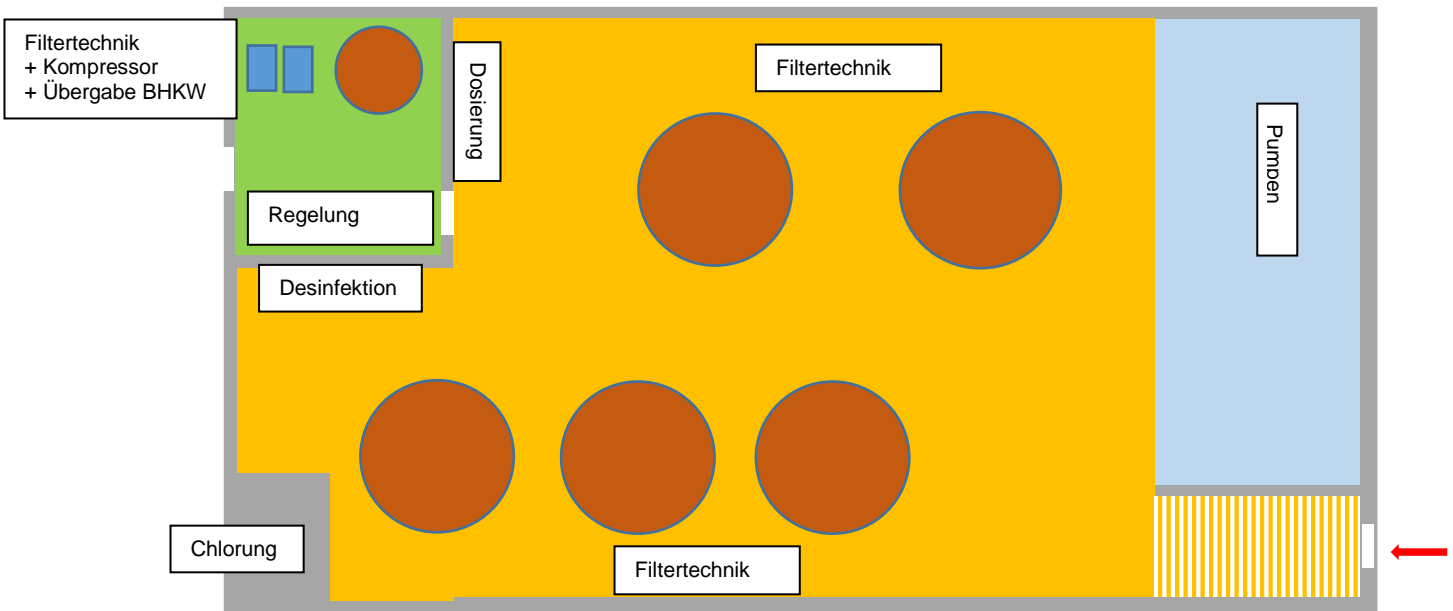 Filtertechnik
+ Kompressor
+ Übergabe BHKW
Dosierung
Filtertechnik
Pumpen
Regelung
Desinfektion
Chlorung
Filtertechnik